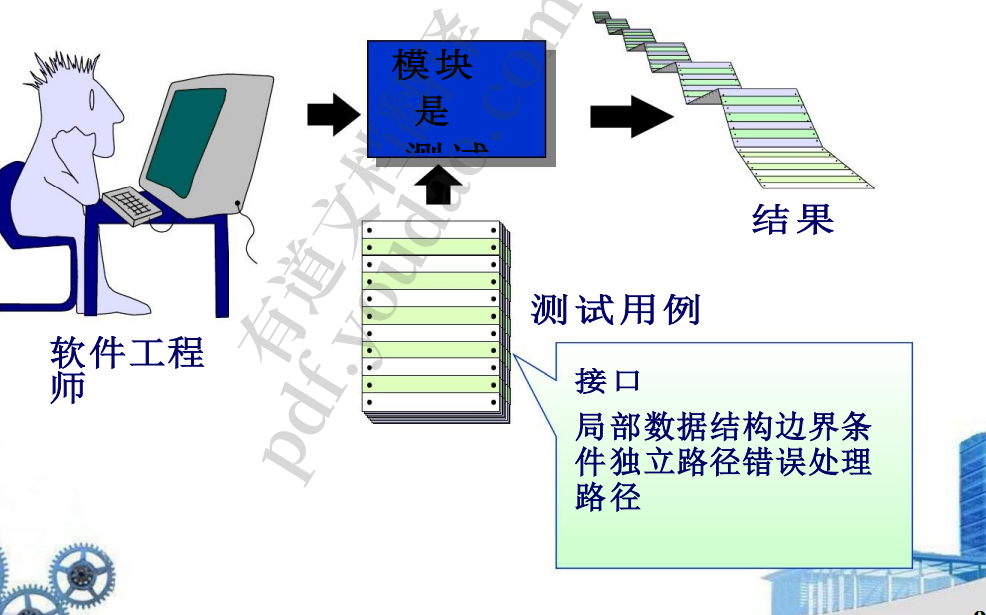 模块
是
测试
结果
测试用例
软件工程
师
接口
局部数据结构边界条
件独立路径错误处理
路径
有道文档翻译
pdf.youdao.com